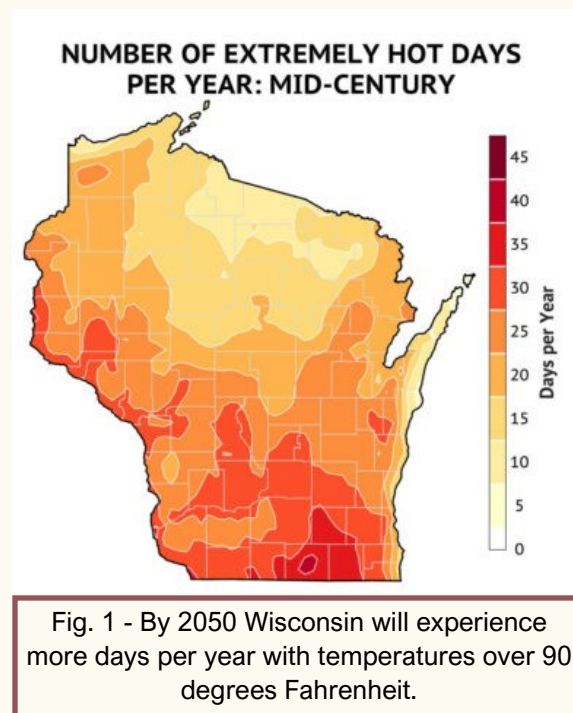 NUMBER OF EXTREMELY HOT DAYS
PER YEAR: MID-CENTURY
45
40
35
30
25
20
15
10
5
0
Days per Year
Fig. 1 - By 2050 Wisconsin will experience
more days per year with temperatures over 90
degrees Fahrenheit.